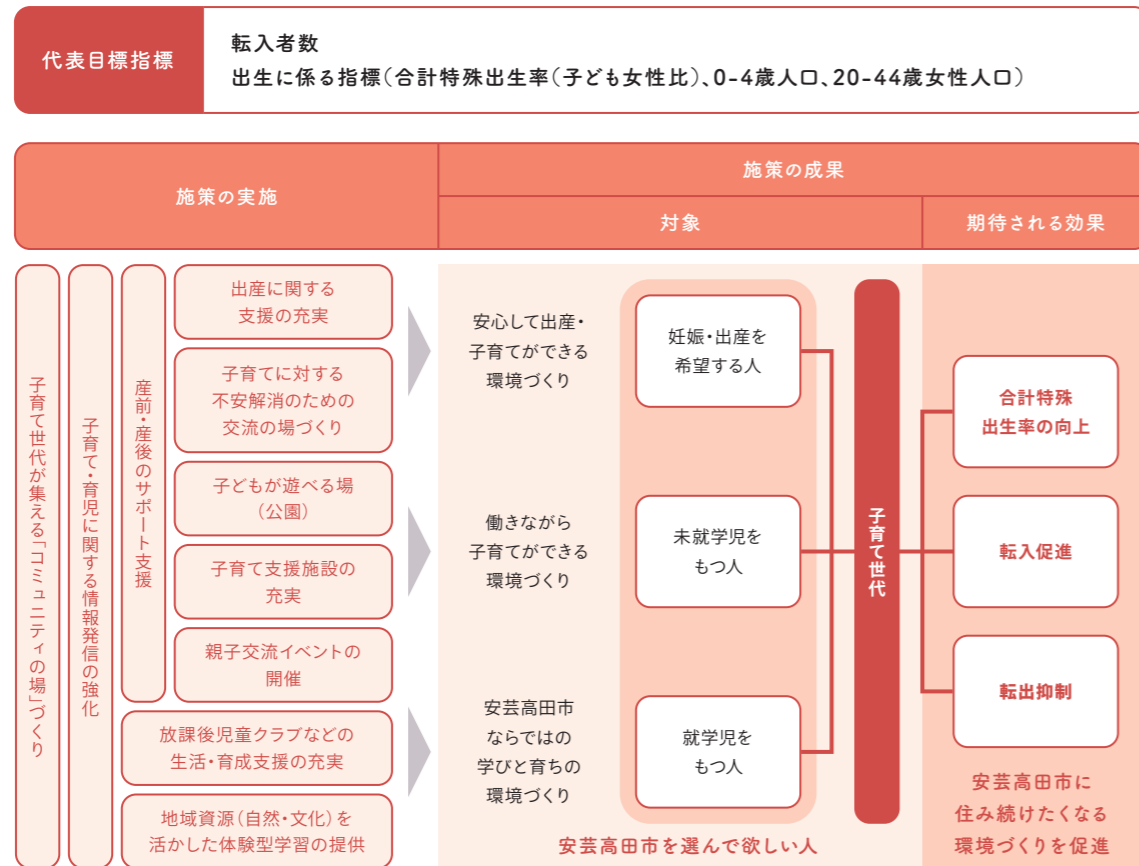 代表目標指標
転入者数
出生に係る指標(合計特殊出生率(子ども女性比)、0-4歳人口、20-44歳女性人口)
施策の実施
施策の成果
対象
期待される効果
子育て世代が集える「コミュニティの場」づくり
子育て・育児に関する情報発信の強化
産前・産後のサポート支援
出産に関する
支援の充実
子育てに対する
不安解消のための
交流の場づくり
子どもが遊べる場
(公園)
子育て支援施設の
充実
親子交流イベントの
開催
放課後児童クラブなどの
生活・育成支援の充実
地域資源(自然・文化)を
活かした体験型学習の提供
安心して出産・
子育てができる
環境づくり
働きながら
子育てができる
環境づくり
安芸高田市
ならではの
学びと育ちの
環境づくり
妊娠・出産を
希望する人
未就学児を
もつ人
就学児を
もつ人
安芸高田市を選んで欲しい人
子育て世代
合計特殊
出生率の向上
転入促進
転出抑制
安芸高田市に
住み続けたくなる
環境づくりを促進